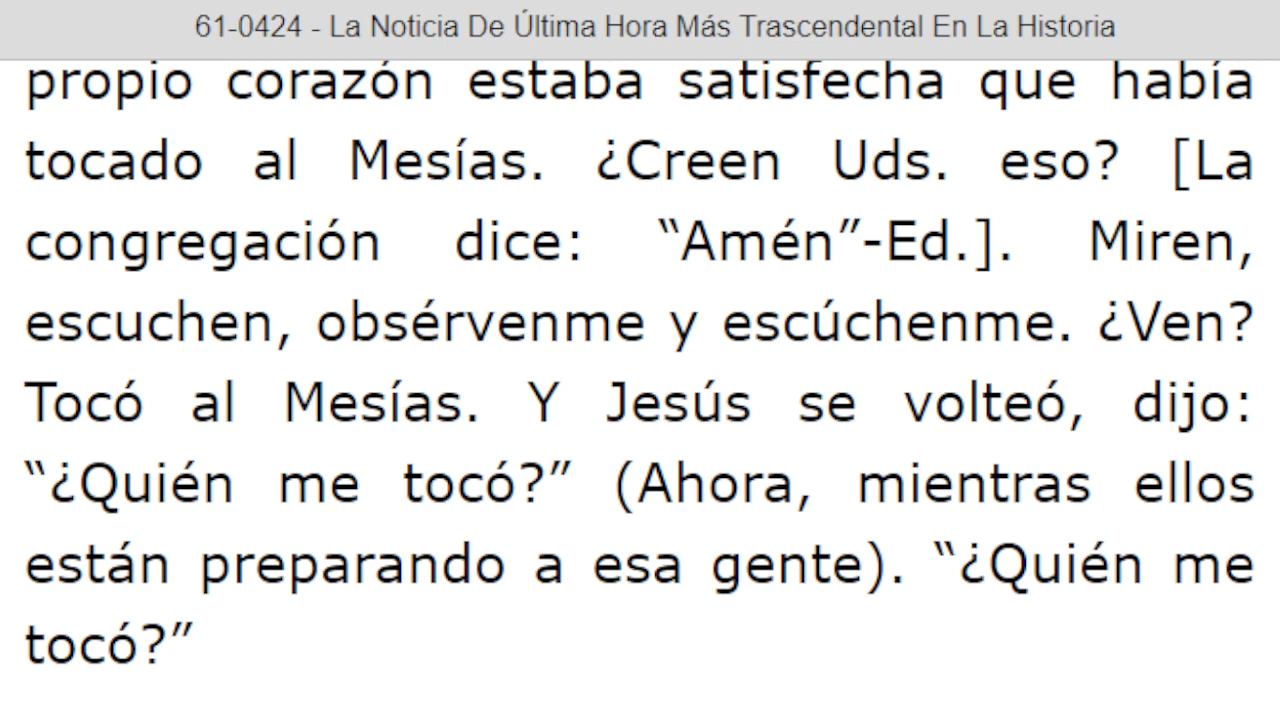 61-0424 - La Noticia De Última Hora Más Trascendental En La Historia
propio corazón estaba satisfecha que había
tocado al Mesías. ¿Creen Uds. eso? [La
congregación dice: “Amén”-Ed.]. Miren,
escuchen, obsérvenme y escúchenme. ¿Ven?
Tocó al Mesías. Y Jesús se volteó, dijo:
“¿Quién me tocó?” (Ahora, mientras ellos
están preparando a esa gente). “¿Quién me
tocó?”